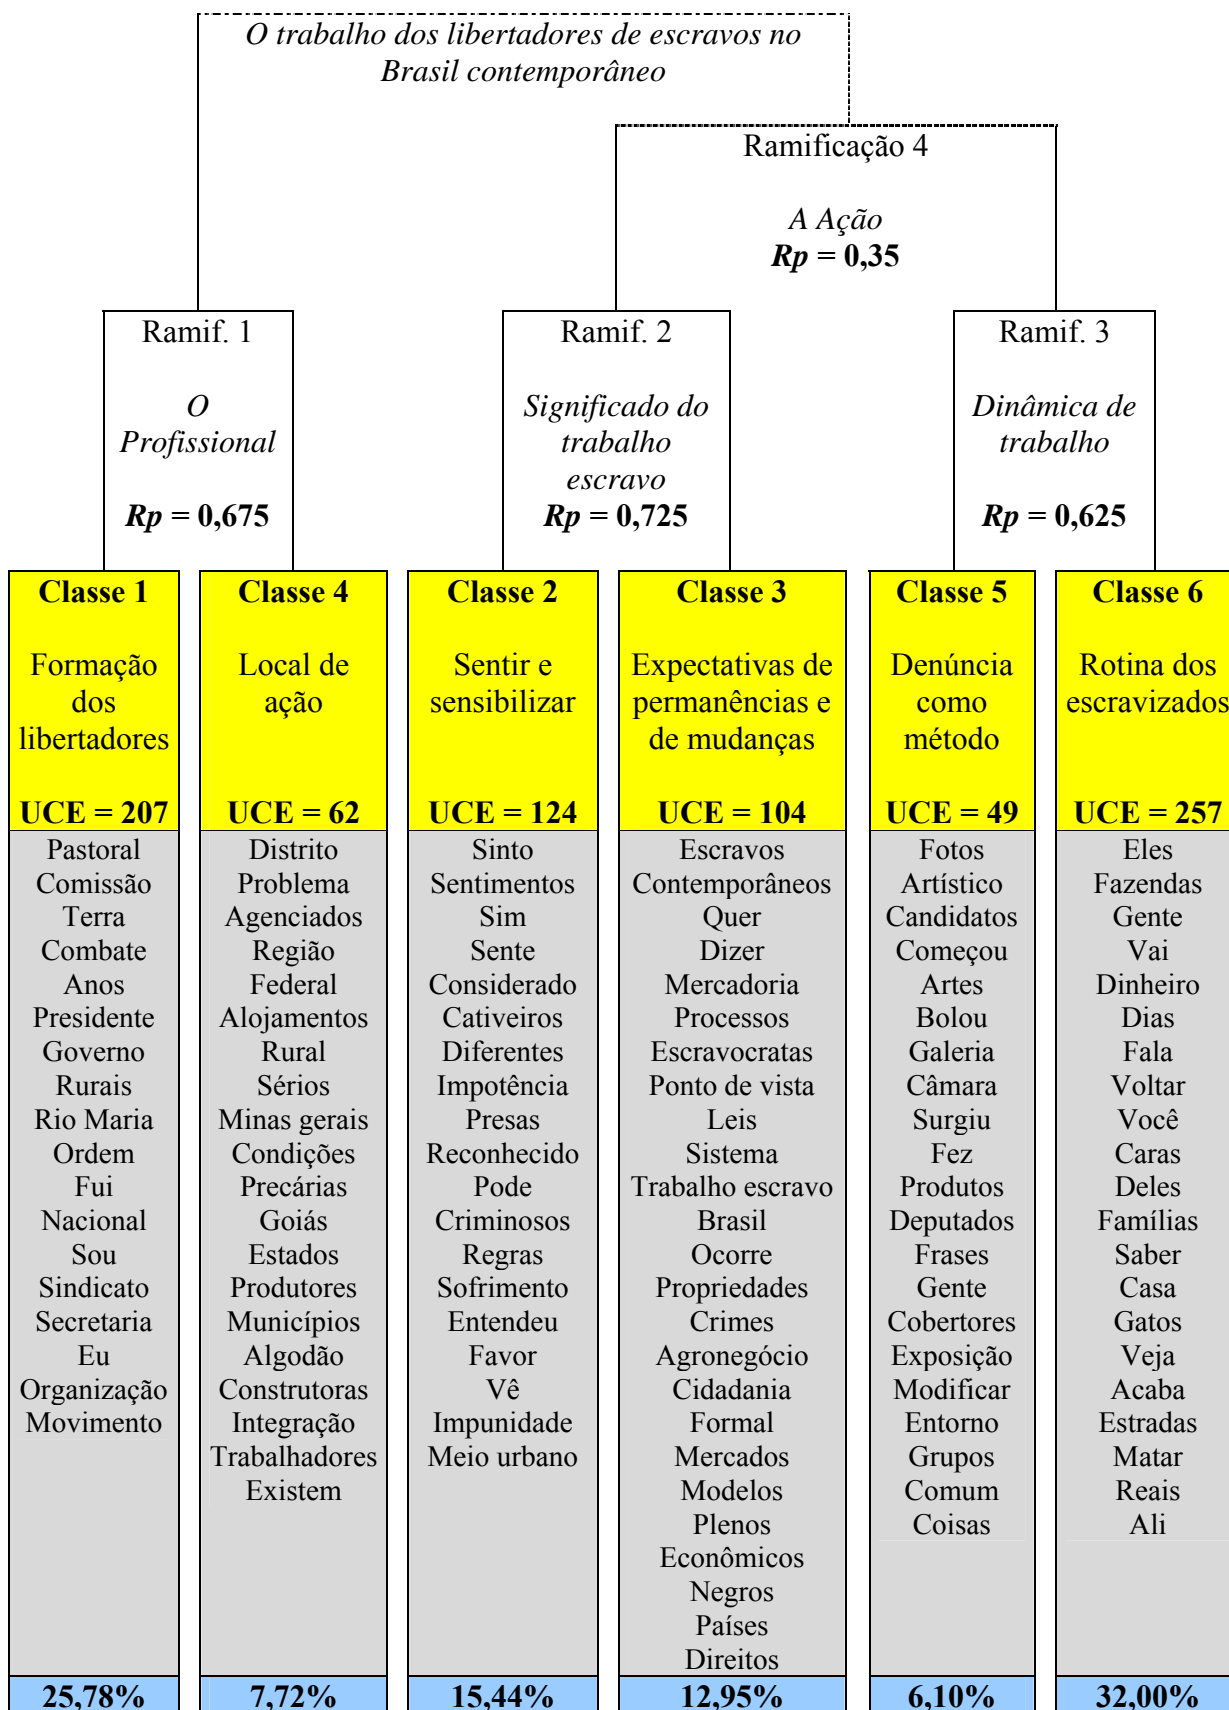 O trabalho dos libertadores de escravos no
Brasil contemporâneo
Ramificação 4
A Ação
Rp = 0,35
Ramif. 1
O
Profissional
Rp = 0,675
Ramif. 2
Significado do
trabalho
escravo
Rp = 0,725
Ramif. 3
Dinâmica de
trabalho
Rp = 0,625
Classe 1
Formação
dos
libertadores
UCE = 207
Pastoral
Comissão
Terra
Combate
Anos
Presidente
Governo
Rurais
Rio Maria
Ordem
Fui
Nacional
Sou
Sindicato
Secretaria
Eu
Organização
Movimento
25,78%
Classe 4
Local de
ação
UCE = 62
Distrito
Problema
Agenciados
Região
Federal
Alojamentos
Rural
Sérios
Minas gerais
Condições
Precárias
Goiás
Estados
Produtores
Municípios
Algodão
Construtoras
Integração
Trabalhadores
Existem
7,72%
Classe 2
Sentir e
sensibilizar
UCE = 124
Sinto
Sentimentos
Sim
Sente
Considerado
Cativeiros
Diferentes
Impotência
Presas
Reconhecido
Pode
Criminosos
Regras
Sofrimento
Entendeu
Favor
Vê
Impunidade
Meio urbano
15,44%
Classe 3
Expectativas de
permanências e
de mudanças
UCE = 104
Escravos
Contemporâneos
Quer
Dizer
Mercadoria
Processos
Escravocratas
Ponto de vista
Leis
Sistema
Trabalho escravo
Brasil
Ocorre
Propriedades
Crimes
Agronegócio
Cidadania
Formal
Mercados
Modelos
Plenos
Econômicos
Negros
Países
Direitos
12,95%
Classe 5
Denúncia
como
método
UCE = 49
Fotos
Artístico
Candidatos
Começou
Artes
Bolou
Galeria
Câmara
Surgiu
Fez
Produtos
Deputados
Frases
Gente
Cobertores
Exposição
Modificar
Entorno
Grupos
Comum
Coisas
6,10%
Classe 6
Rotina dos
escravizados
UCE = 257
Eles
Fazendas
Gente
Vai
Dinheiro
Dias
Fala
Voltar
Você
Caras
Deles
Famílias
Saber
Casa
Gatos
Veja
Acaba
Estradas
Matar
Reais
Ali
32,00%